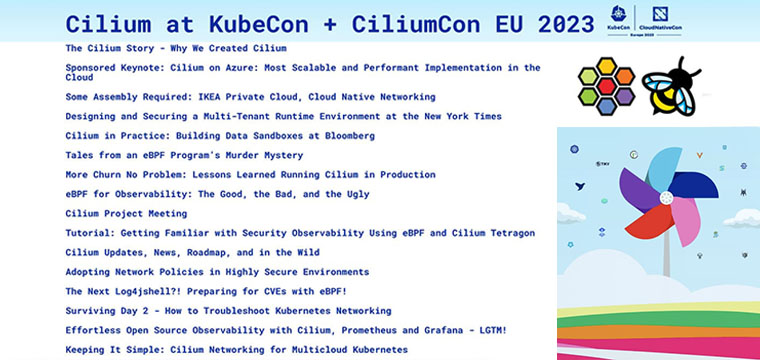 Cilium at KubeCon + CiliumCon EU 2023
KubeCon
CloudNativeCon
Europe 2023
The Cilium Story - Why We Created Cilium
Sponsored Keynote: Cilium on Azure: Most Scalable and Performant Implementation in the
Cloud
Some Assembly Required: IKEA Private Cloud, Cloud Native Networking
Designing and Securing a Multi-Tenant Runtime Environment at the New York Times
Cilium in Practice: Building Data Sandboxes at Bloomberg
Tales from an eBPF Program's Murder Mystery
More Churn No Problem: Lessons Learned Running Cilium in Production
eBPF for Observability: The Good, the Bad, and the Ugly
Cilium Project Meeting
Tutorial: Getting Familiar with Security Observability Using eBPF and Cilium Tetragon
Cilium Updates, News, Roadmap, and in the Wild
Adopting Network Policies in Highly Secure Environments
The Next Log4jshell?! Preparing for CVEs with eBPF!
Surviving Day 2 - How to Troubleshoot Kubernetes Networking
Effortless Open Source Observability with Cilium, Prometheus and Grafana - LGTM!
Keeping It Simple: Cilium Networking for Multicloud Kubernetes